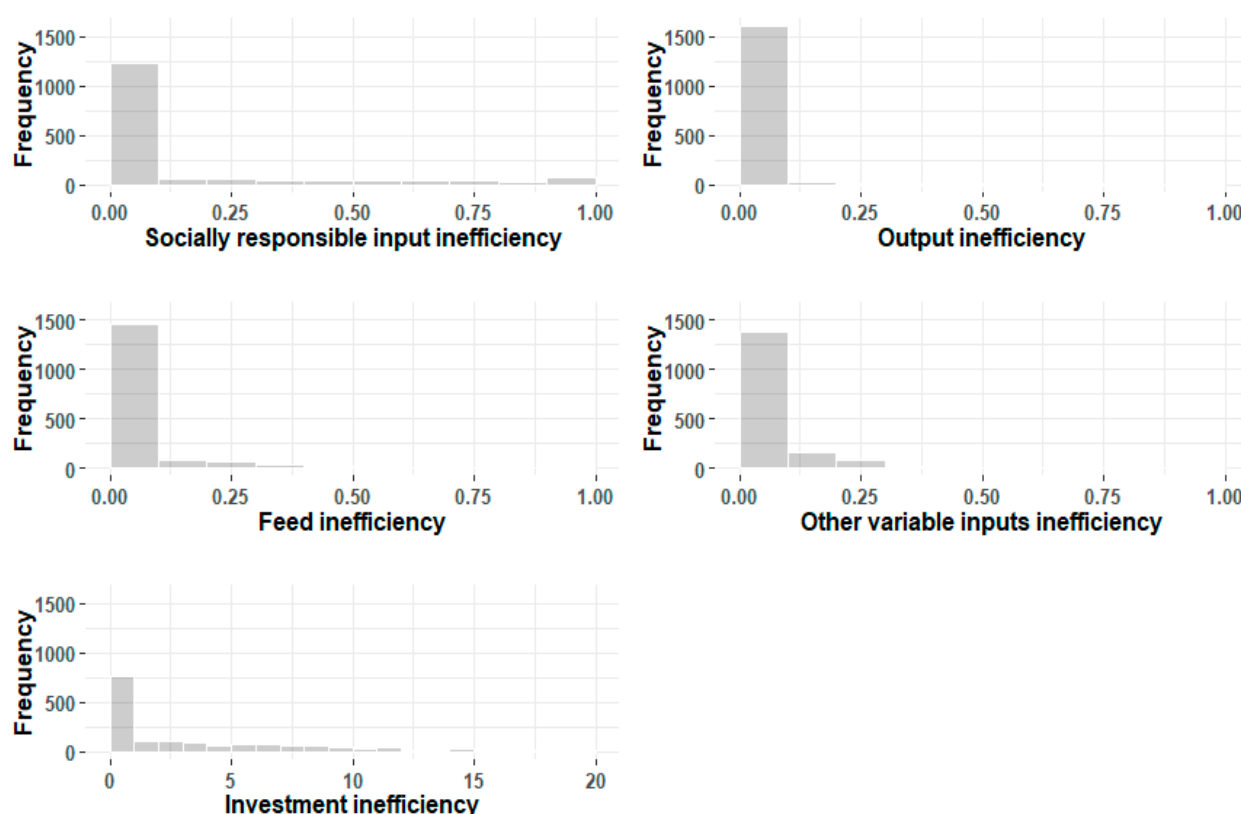 Frequency
1500
1000
500
0
0.00 0.25 0.50 0.75 1.00
Socially responsible input inefficiency
Frequency
1500
1000
500
0
0.00 0.25 0.50 0.75 1.00
Output inefficiency
Frequency
1500
1000
500
0
0.00 0.25 0.50 0.75 1.00
Feed inefficiency
Frequency
1500
1000
500
0
0.00 0.25 0.50 0.75 1.00
Other variable inputs inefficiency
Frequency
1500
1000
500
0
0 5 10 15 20
Investment inefficiency